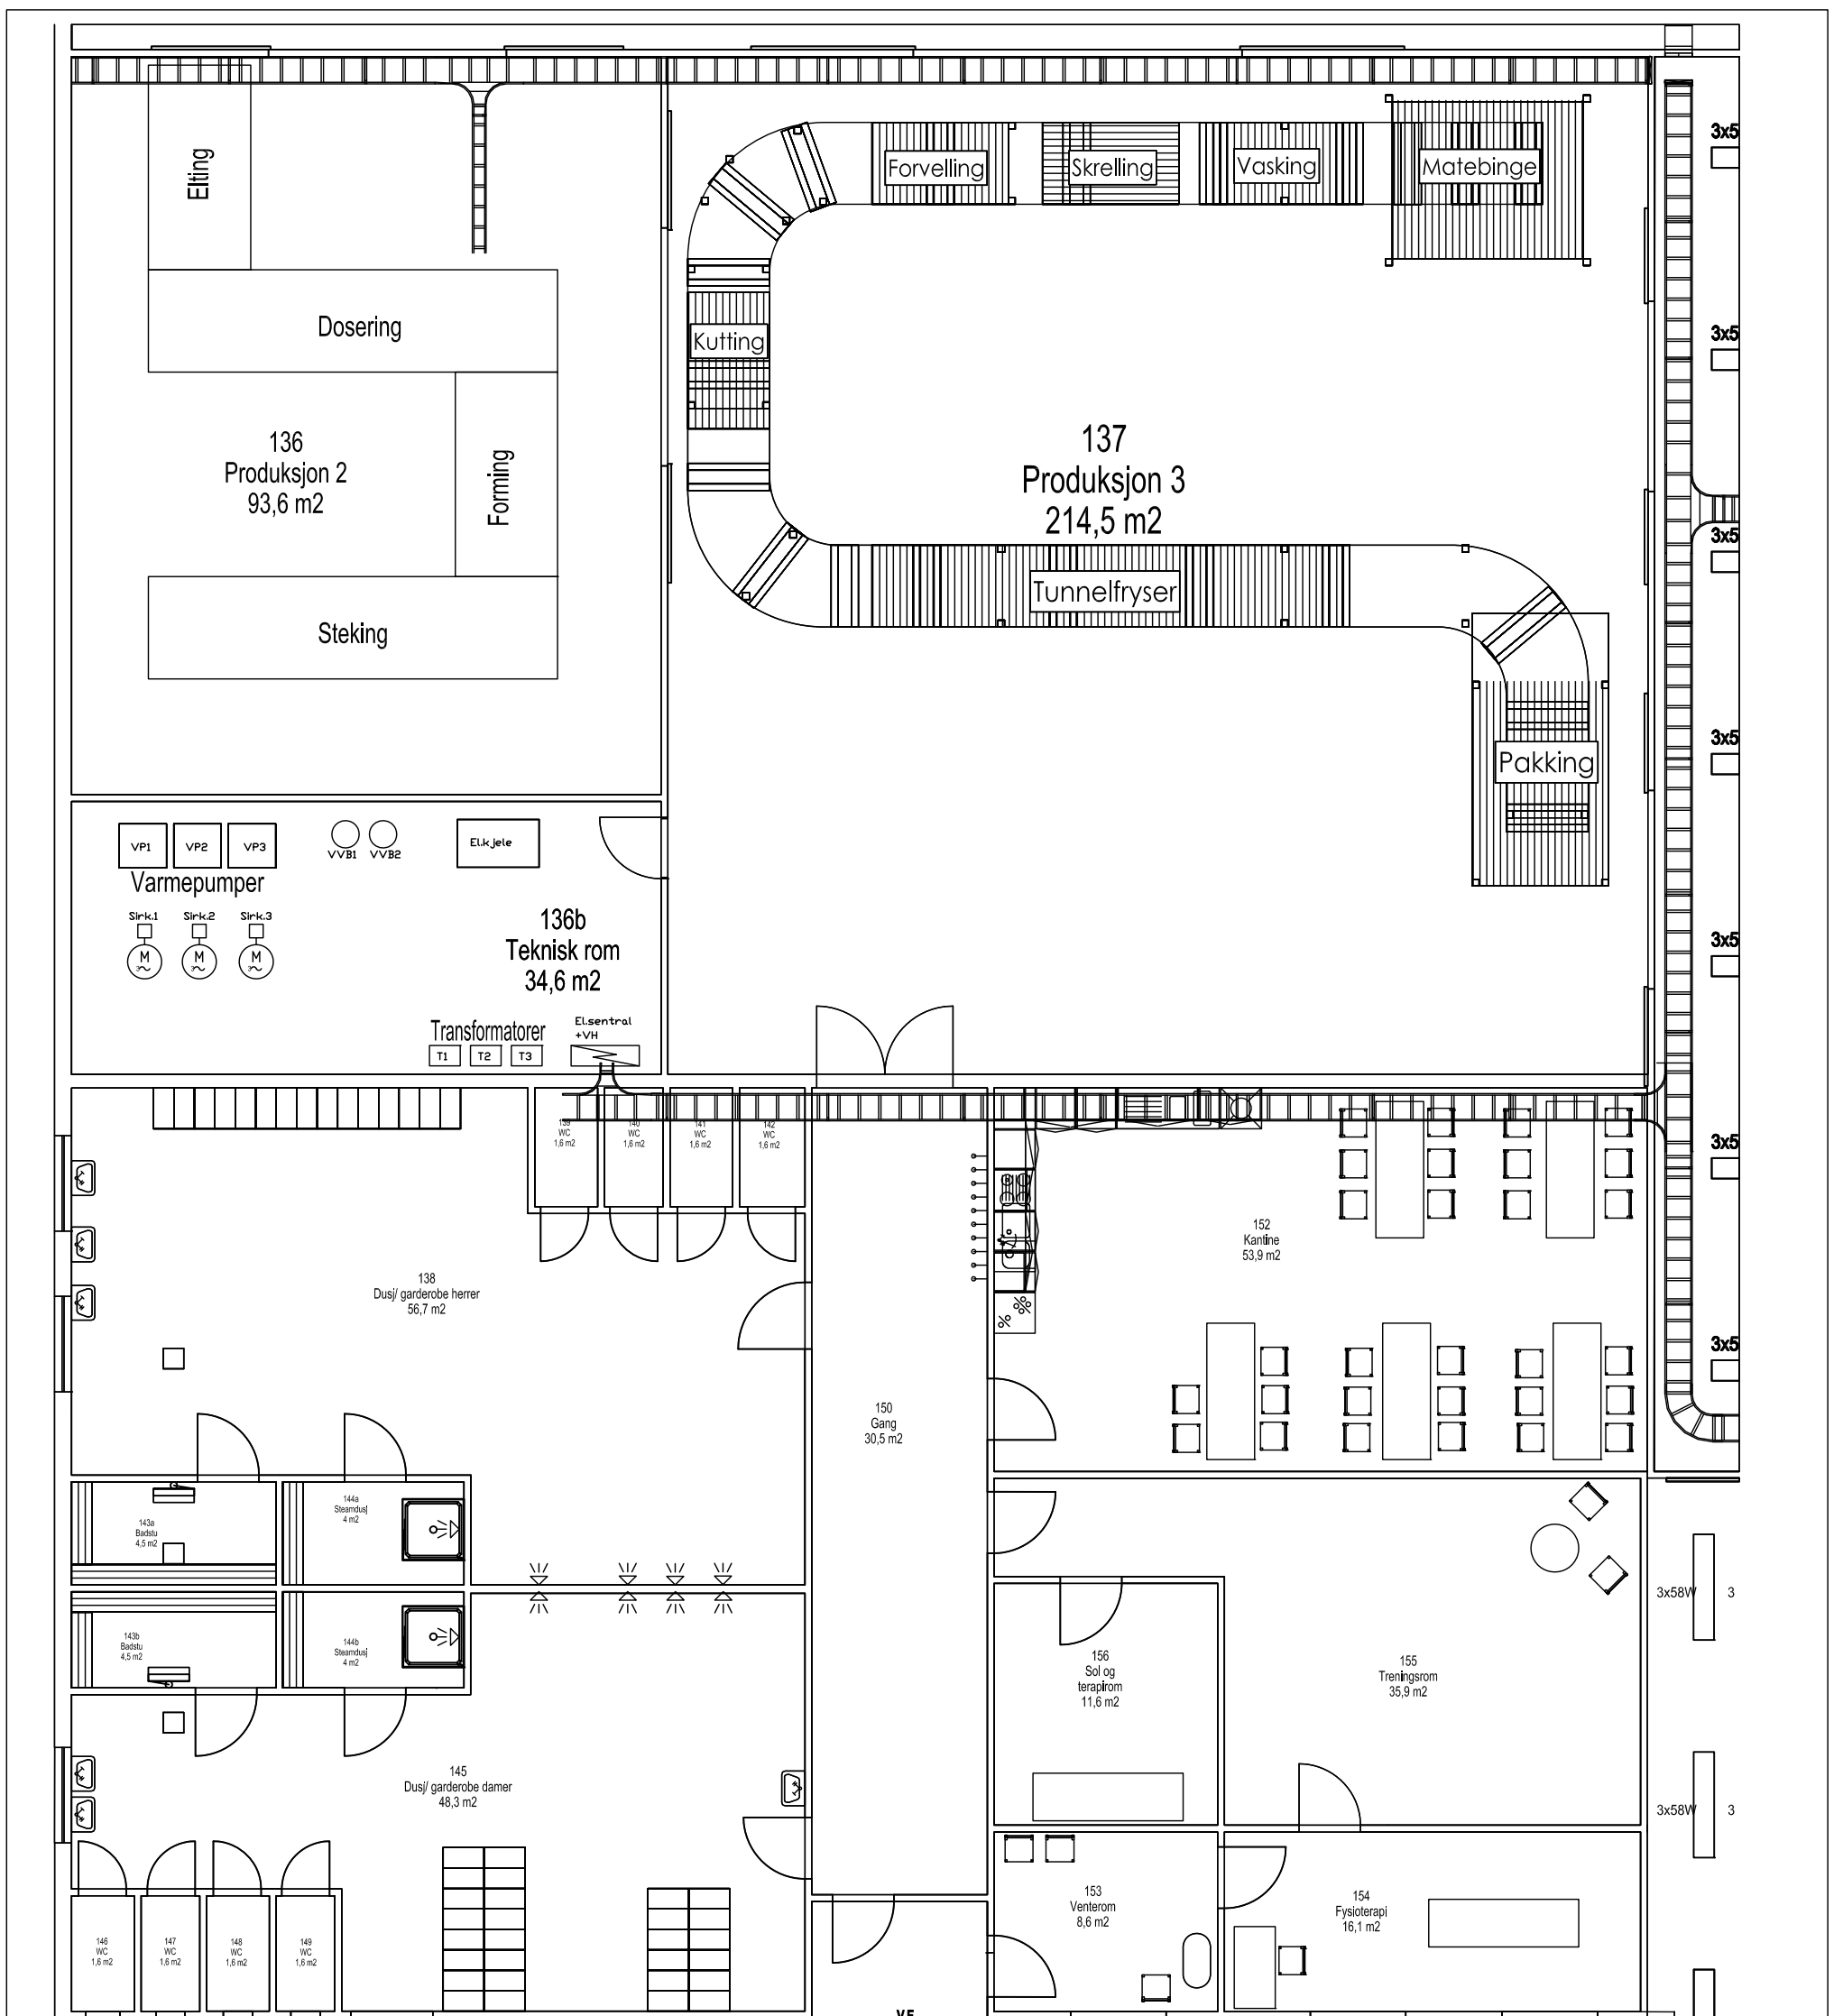 3x5
Elting
Forvelling
Skrelling
Vasking
Matebinge
Dosering
Kutting
3x5
136
Produksjon 2
93,6 m2
Forming
137
Produksjon 3
214,5 m2
3x5
Tunnelfryser
Steking
3x5
Pakking
VP1
VP2
VP3
VVB1
VVB2
El.kjele
Varmepumper
Sirk.1
Sirk.2
Sirk.3
M
M
M
136b
Teknisk rom
34,6 m2
3x5
Transformatorer
T1
T2
T3
El.sentral
+VH
139
WC
1,6 m2
140
WC
1,6 m2
141
WC
1,6 m2
142
WC
1,6 m2
3x5
152
Kantine
53,9 m2
138
Dusj/ garderobe herrer
56,7 m2
3x5
150
Gang
30,5 m2
143a
Badstu
4,5 m2
144a
Steamdusj
4 m2
3x58W
3
143b
Badstu
4,5 m2
144b
Steamdusj
4 m2
156
Sol og
terapirom
11,6 m2
155
Treningsrom
35,9 m2
145
Dusj/ garderobe damer
48,3 m2
3x58W
3
153
Venterom
8,6 m2
154
Fysioterapi
16,1 m2
146
WC
1,6 m2
147
WC
1,6 m2
148
WC
1,6 m2
149
WC
1,6 m2